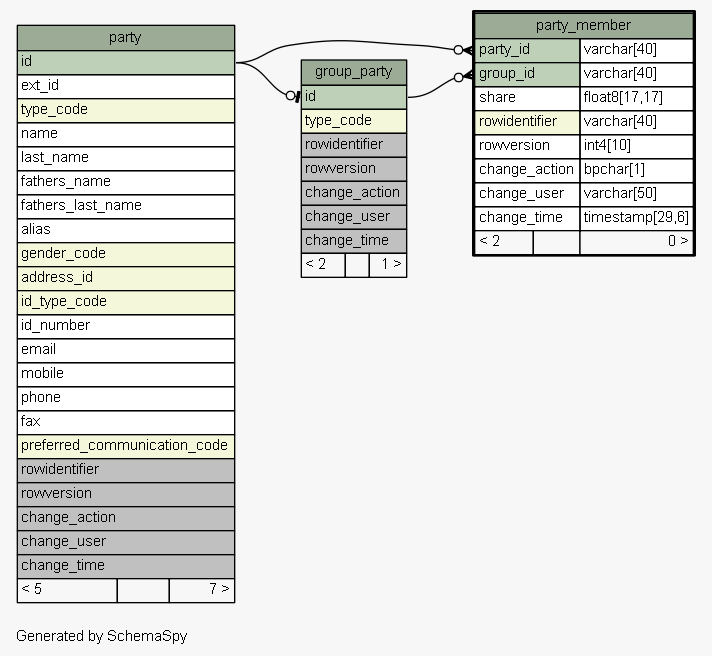 party
id
ext_id
type_code
name
last_name
fathers_name
fathers_last_name
alias
gender_code
address_id
id_type_code
id_number
email
mobile
phone
fax
preferred_communication_code
rowidentifier
rowversion
change_action
change_user
change_time
< 5 7 >
group_party
id
type_code
rowidentifier
rowversion
change_action
change_user
change_time
< 2 1 >
party_member
party_id varchar[40]
group_id varchar[40]
share float8[17,17]
rowidentifier varchar[40]
rowversion int4[10]
change_action bpchar[1]
change_user varchar[50]
change_time timestamp[29,6]
< 2 0 >
Generated by SchemaSpy